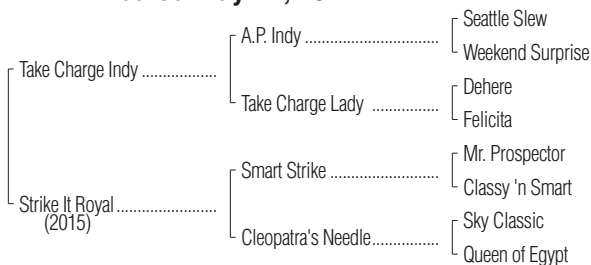 Seattle Slew
A.P. Indy ................................
Weekend Surprise
Take Charge Indy ..................
Dehere
Take Charge Lady ................
Felicita
Mr. Prospector
Smart Strike ..........................
Classy 'n Smart
Strike It Royal ........................
(2015)
Sky Classic
Cleopatra's Needle................
Queen of Egypt